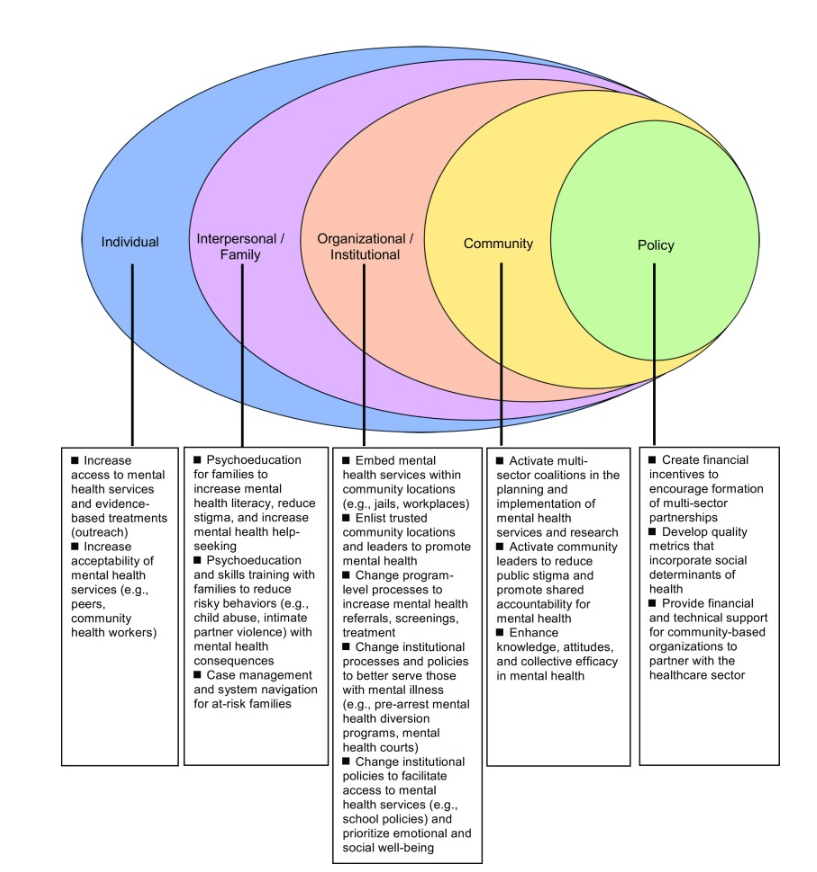 Individual
Interpersonal /
Family
Organizational /
Institutional
Community
Policy
■ Increase
access to mental
health services
and evidence-
based treatments
(outreach)
■ Increase
acceptability of
mental health
services (e.g.,
peers,
community
health workers)
■ Psychoeducation
for families to
increase mental
health literacy, reduce
stigma, and increase
mental health help-
seeking
■ Psychoeducation
and skills training with
families to reduce
risky behaviors (e.g.,
child abuse, intimate
partner violence) with
mental health
consequences
■ Case management
and system navigation
for at-risk families
■ Embed mental
health services within
community locations
(e.g., jails, workplaces)
■ Enlist trusted
community locations
and leaders to promote
mental health
■ Change program-
level processes to
increase mental health
referrals, screenings,
treatment
■ Change institutional
processes and policies
to better serve those
with mental illness
(e.g., pre-arrest mental
health diversion
programs, mental
health courts)
■ Change institutional
policies to facilitate
access to mental
health services (e.g.,
school policies) and
prioritize emotional and
social well-being
■ Activate multi-
sector coalitions in the
planning and
implementation of
mental health
services and research
■ Activate community
leaders to reduce
public stigma and
promote shared
accountability for
mental health
■ Enhance
knowledge, attitudes,
and collective efficacy
in mental health
■ Create financial
incentives to
encourage formation
of multi-sector
partnerships
■ Develop quality
metrics that
incorporate social
determinants of
health
■ Provide financial
and technical support
for community-based
organizations to
partner with the
healthcare sector